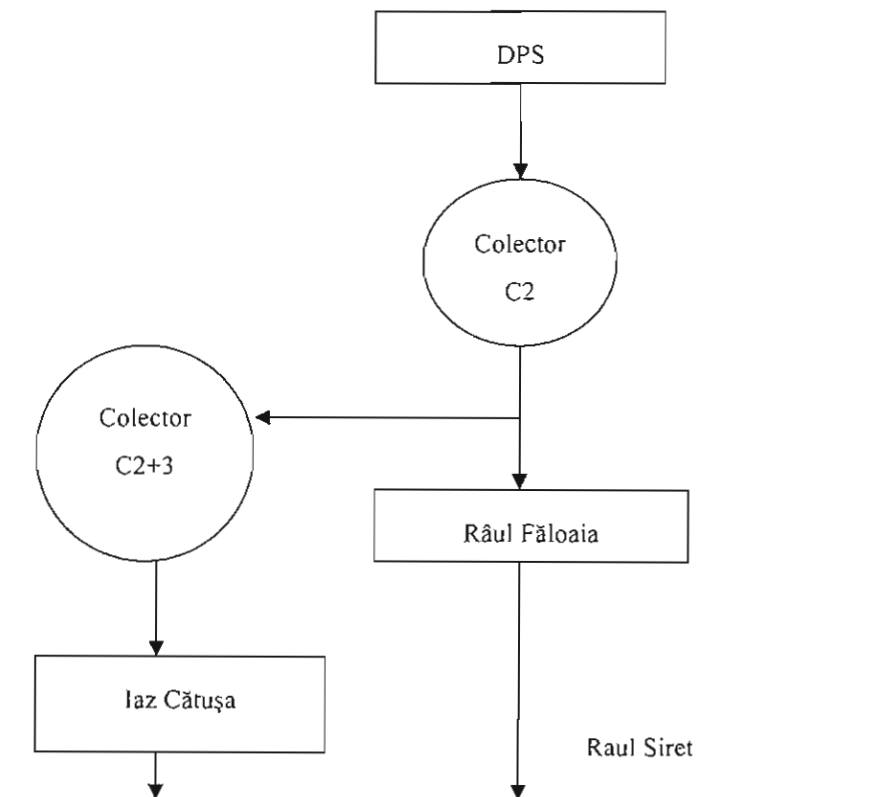 DPS
Colector
C2
Colector
C2+3
Râul Făloaia
Iaz Cătuşa
Raul Siret